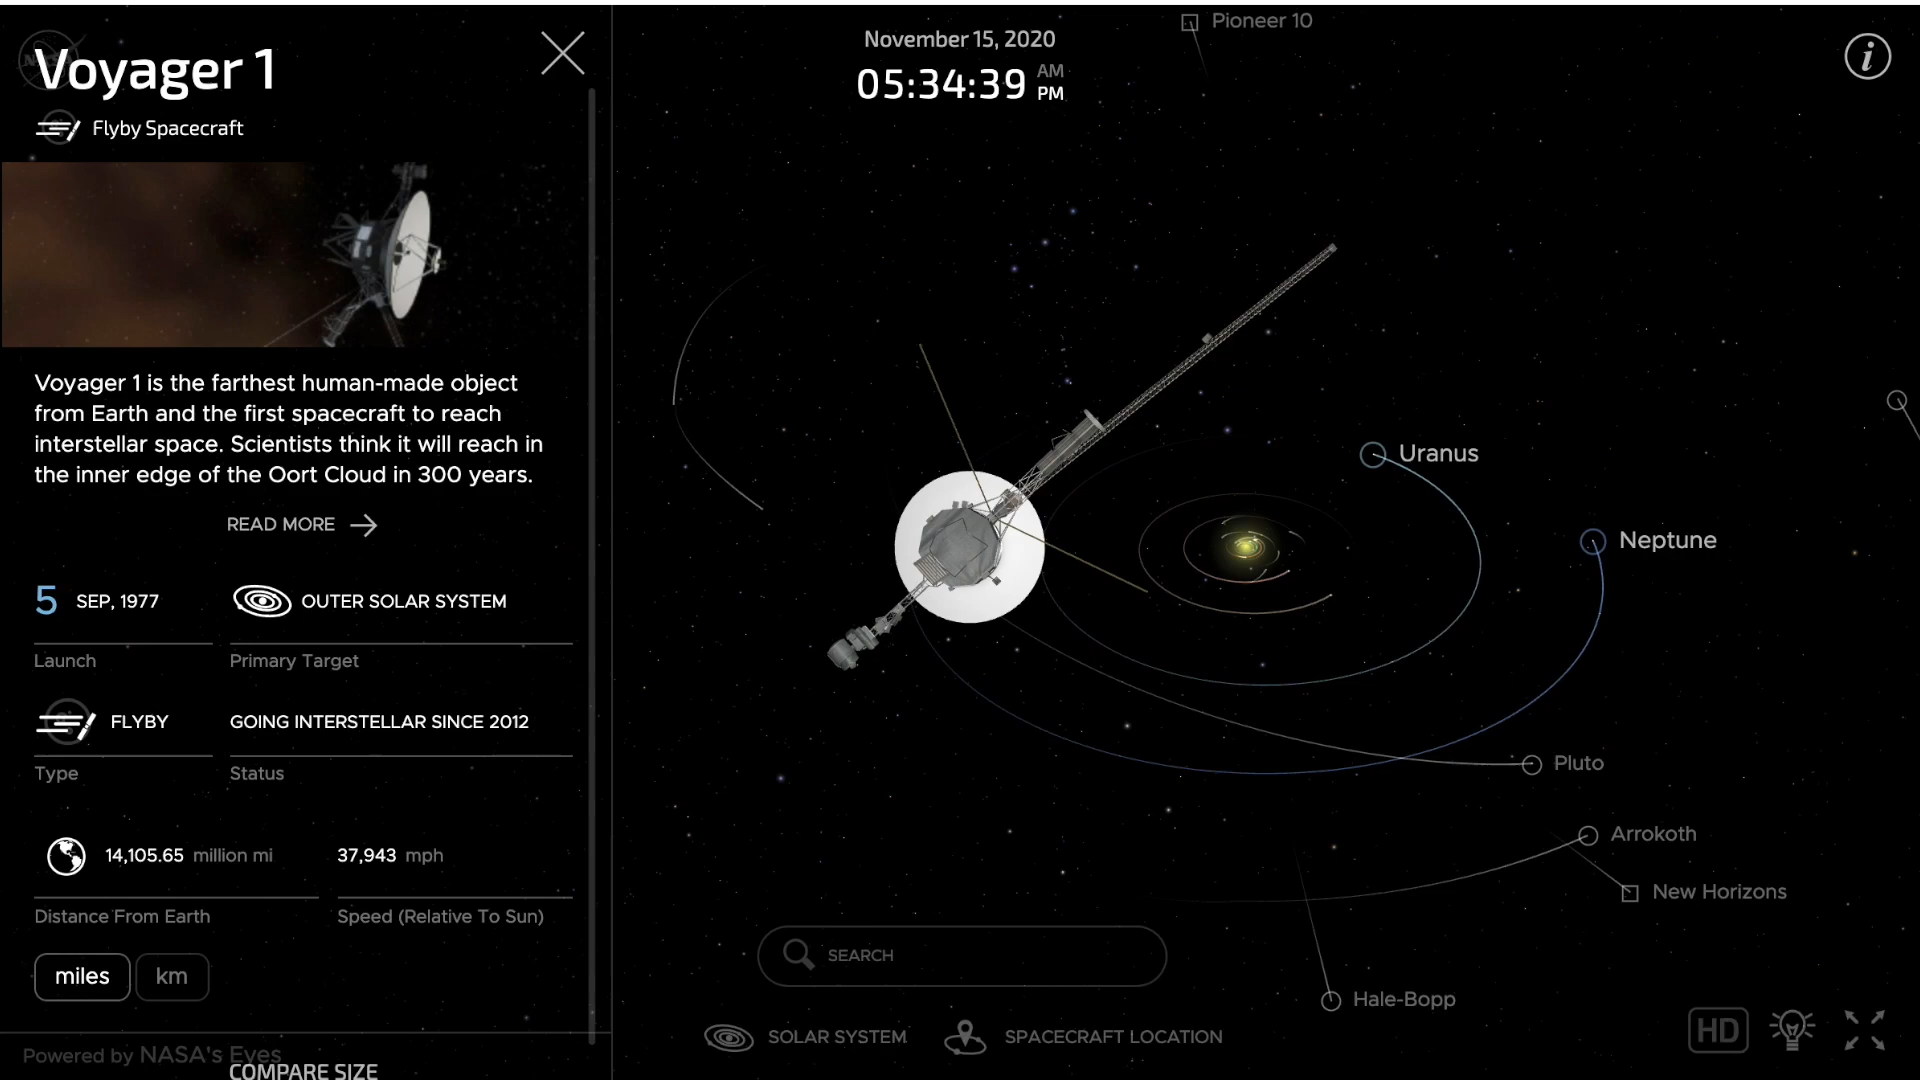 Voyager 1
Flyby Spacecraft
Voyager 1 is the farthest human-made object
from Earth and the first spacecraft to reach
interstellar space. Scientists think it will reach in
the inner edge of the Oort Cloud in 300 years.
READ MORE
5 SEP, 1977
Launch
OUTER SOLAR SYSTEM
Primary Target
FLYBY
Type
GOING INTERSTELLAR SINCE 2012
Status
14,105.65 million mi
Distance From Earth
37,943 mph
Speed (Relative To Sun)
miles
km
Powered by NASA's Eyes
COMPARE SIZE
November 15, 2020
05:34:39 AM
PM
Pioneer 10
i
Uranus
Neptune
Pluto
Arrokoth
New Horizons
Hale-Bopp
SEARCH
SOLAR SYSTEM
SPACECRAFT LOCATION
HD